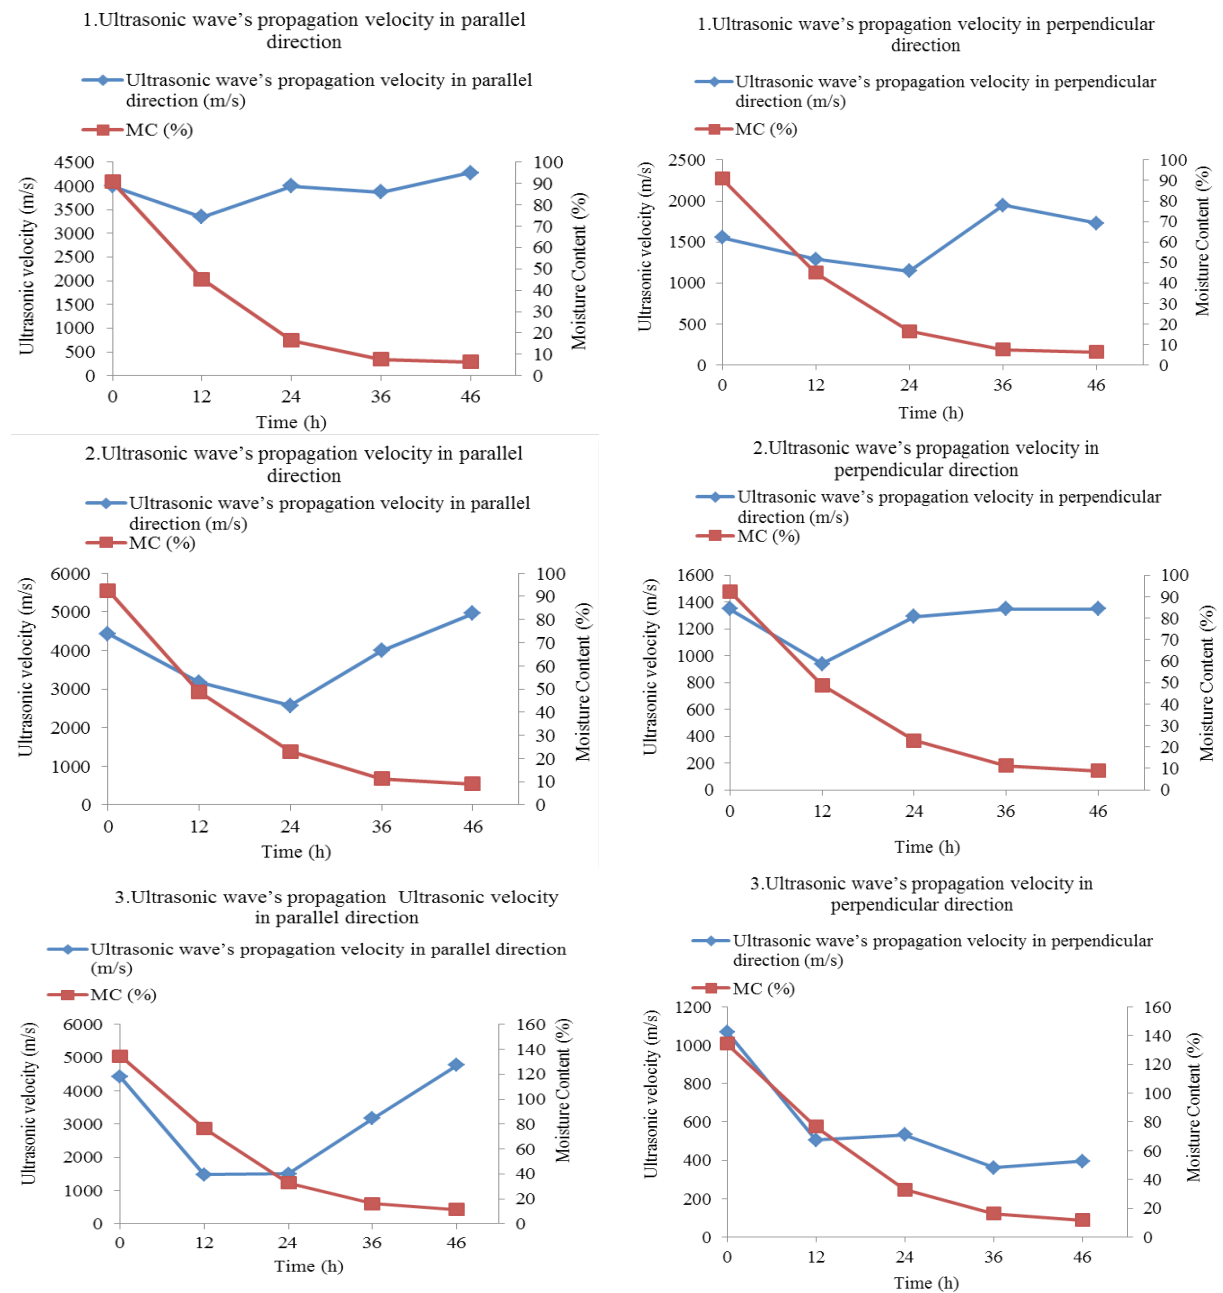 1.Ultrasonic wave's propagation velocity in parallel
direction
Ultrasonic wave's propagation velocity in parallel
direction (m/s)
MC (%)
4500
4000
3500
3000
2500
2000
1500
1000
500
0
Ultrasonic velocity (m/s)
100
90
80
70
60
50
40
30
20
10
0
Moisture Content (%)
0 12 24 36 46
Time (h)
1.Ultrasonic wave's propagation velocity in perpendicular
direction
Ultrasonic wave's propagation velocity in perpendicular
direction (m/s)
MC (%)
2500
2000
1500
1000
500
0
Ultrasonic velocity (m/s)
100
90
80
70
60
50
40
30
20
10
0
Moisture Content (%)
0 12 24 36 46
Time (h)
2.Ultrasonic wave's propagation velocity in parallel
direction
Ultrasonic wave's propagation velocity in parallel
direction (m/s)
MC (%)
6000
5000
4000
3000
2000
1000
0
Ultrasonic velocity (m/s)
100
90
80
70
60
50
40
30
20
10
0
Moisture Content (%)
0 12 24 36 46
Time (h)
2.Ultrasonic wave's propagation velocity in
perpendicular direction
Ultrasonic wave's propagation velocity in perpendicular
direction (m/s)
MC (%)
1600
1400
1200
1000
800
600
400
200
0
Ultrasonic velocity (m/s)
100
90
80
70
60
50
40
30
20
10
0
Moisture Content (%)
0 12 24 36 46
Time (h)
3.Ultrasonic wave's propagation Ultrasonic velocity
in parallel direction
Ultrasonic wave's propagation velocity in parallel direction
(m/s)
MC (%)
6000
5000
4000
3000
2000
1000
0
Ultrasonic velocity (m/s)
160
140
120
100
80
60
40
20
0
Moisture Content (%)
0 12 24 36 46
Time (h)
3.Ultrasonic wave's propagation velocity in
perpendicular direction
Ultrasonic wave's propagation velocity in perpendicular
direction (m/s)
MC (%)
1200
1000
800
600
400
200
0
Ultrasonic velocity (m/s)
160
140
120
100
80
60
40
20
0
Moisture Content (%)
0 12 24 36 46
Time (h)